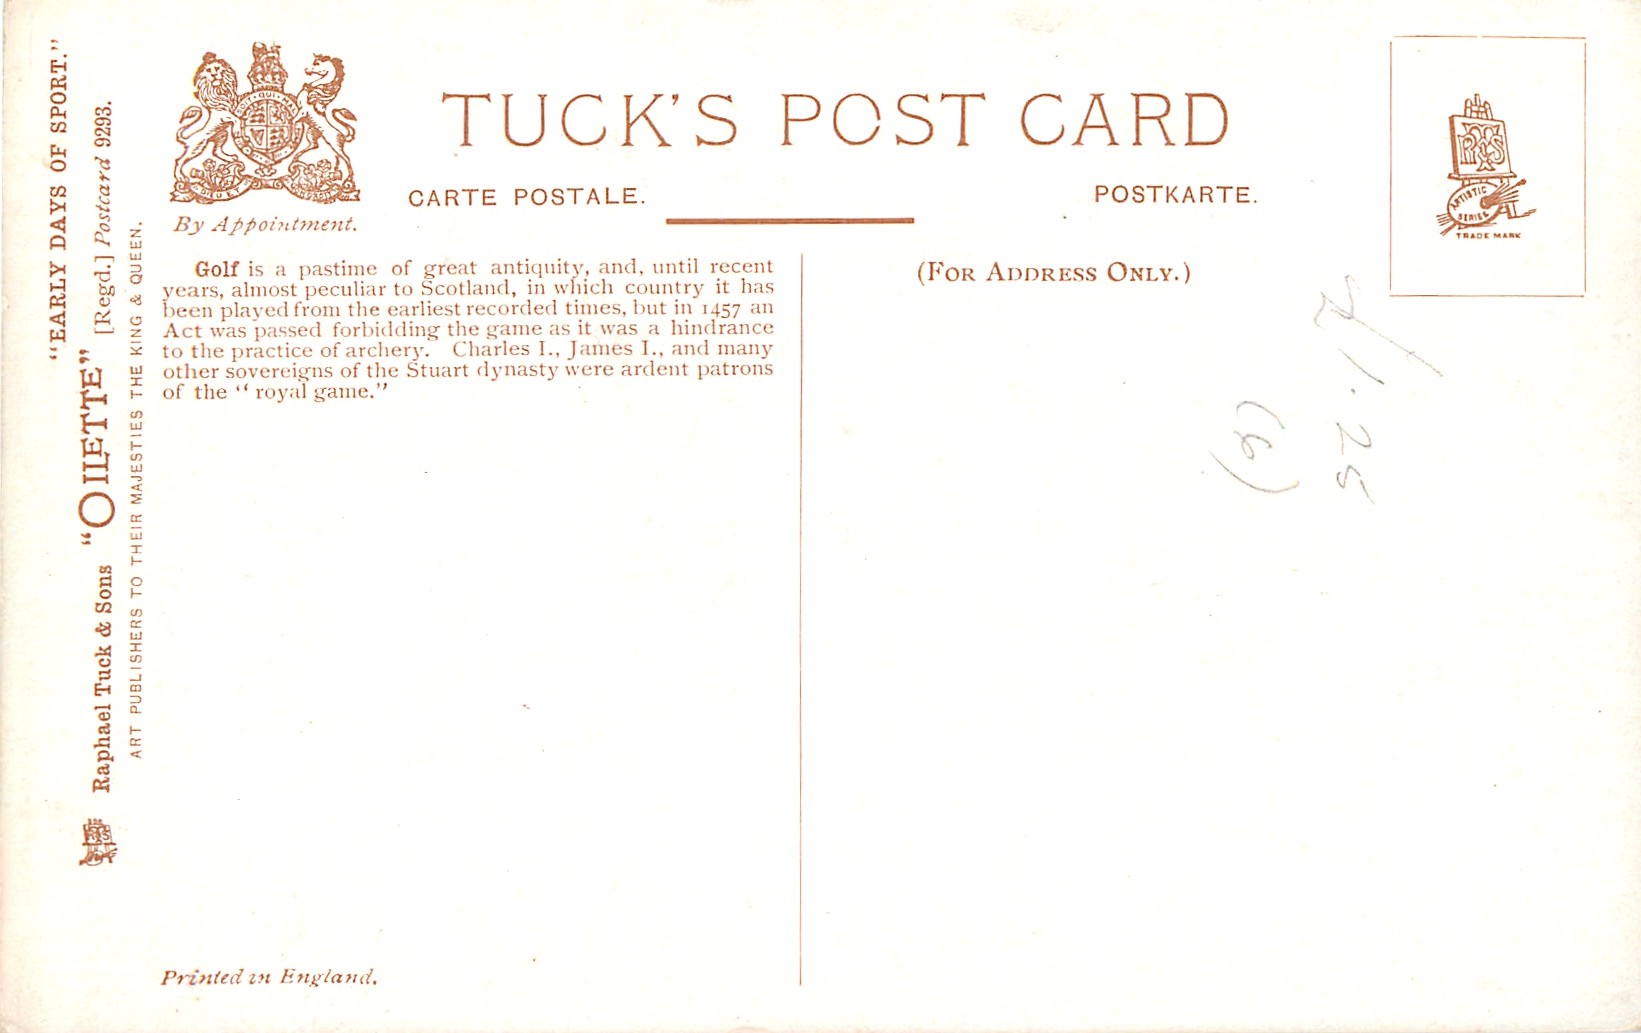 "EARLY DAYS OF SPORT."
Raphael Tuck & Sons "OILETTE" [Regd.] Postcard 9293.
ART PUBLISHERS TO THEIR MAJESTIES THE KING & QUEEN.
By Appointment.
TUCK'S POST CARD
CARTE POSTALE.
POSTKARTE.
ARTISTIC
SERIES
TRADE MARK
Golf is a pastime of great antiquity, and, until recent
years, almost peculiar to Scotland, in which country it has
been played from the earliest recorded times, but in 1457 an
Act was passed forbidding the game as it was a hindrance
to the practice of archery. Charles I., James I., and many
other sovereigns of the Stuart dynasty were ardent patrons
of the "royal game."
(FOR ADDRESS ONLY.)
1.25
(6)
Printed in England.